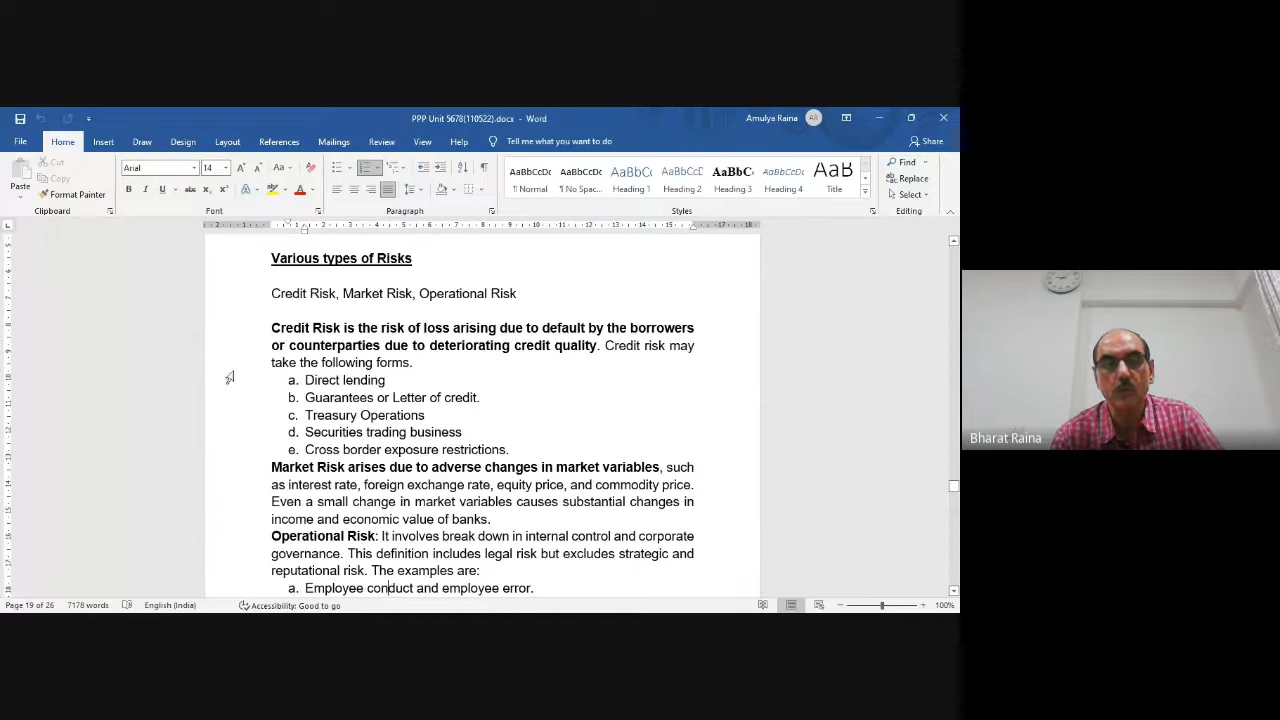 PPP Unit 5678(110522).docx - Word
Amulya Raina
AR
File Home Insert Draw Design Layout References Mailings Review View Help Tell me what you want to do Share
Paste
Cut
Copy
Format Painter
Clipboard
Arial 14
Font
Paragraph
AaBbCcDc AaBbCcDc AaBbCc AaBbCcD AaBbC AaBbCcD AaB
¶ Normal ¶ No Spac... Heading 1 Heading 2 Heading 3 Heading 4 Title
Styles
Find
Replace
Select
Editing
Various types of Risks
Credit Risk, Market Risk, Operational Risk
Credit Risk is the risk of loss arising due to default by the borrowers
or counterparties due to deteriorating credit quality. Credit risk may
take the following forms.
a. Direct lending
b. Guarantees or Letter of credit.
c. Treasury Operations
d. Securities trading business
e. Cross border exposure restrictions.
Market Risk arises due to adverse changes in market variables, such
as interest rate, foreign exchange rate, equity price, and commodity price.
Even a small change in market variables causes substantial changes in
income and economic value of banks.
Operational Risk: It involves break down in internal control and corporate
governance. This definition includes legal risk but excludes strategic and
reputational risk. The examples are:
a. Employee conduct and employee error.
Page 19 of 26 7178 words English (India) Accessibility: Good to go 100%
Bharat Raina